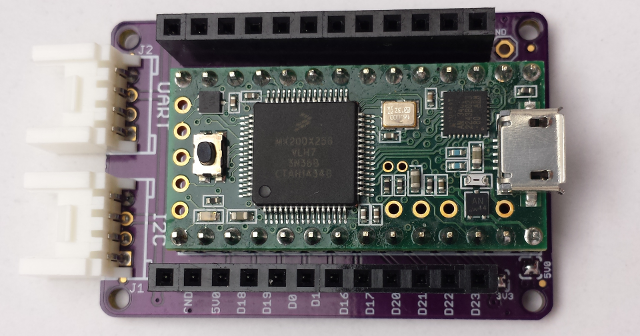 J2
UART
I2C
J1
MK20DX256
VLH7
GND
5V0
D18
D19
D0
D1
D16
D17
D20
D21
D22
D23
3V3
5V0